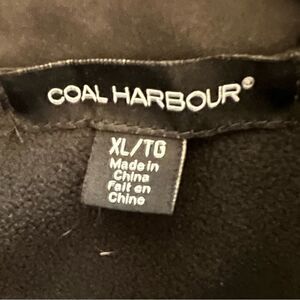 COAL HARBOUR®
XL/TG
Made in
China
Fait en
Chine